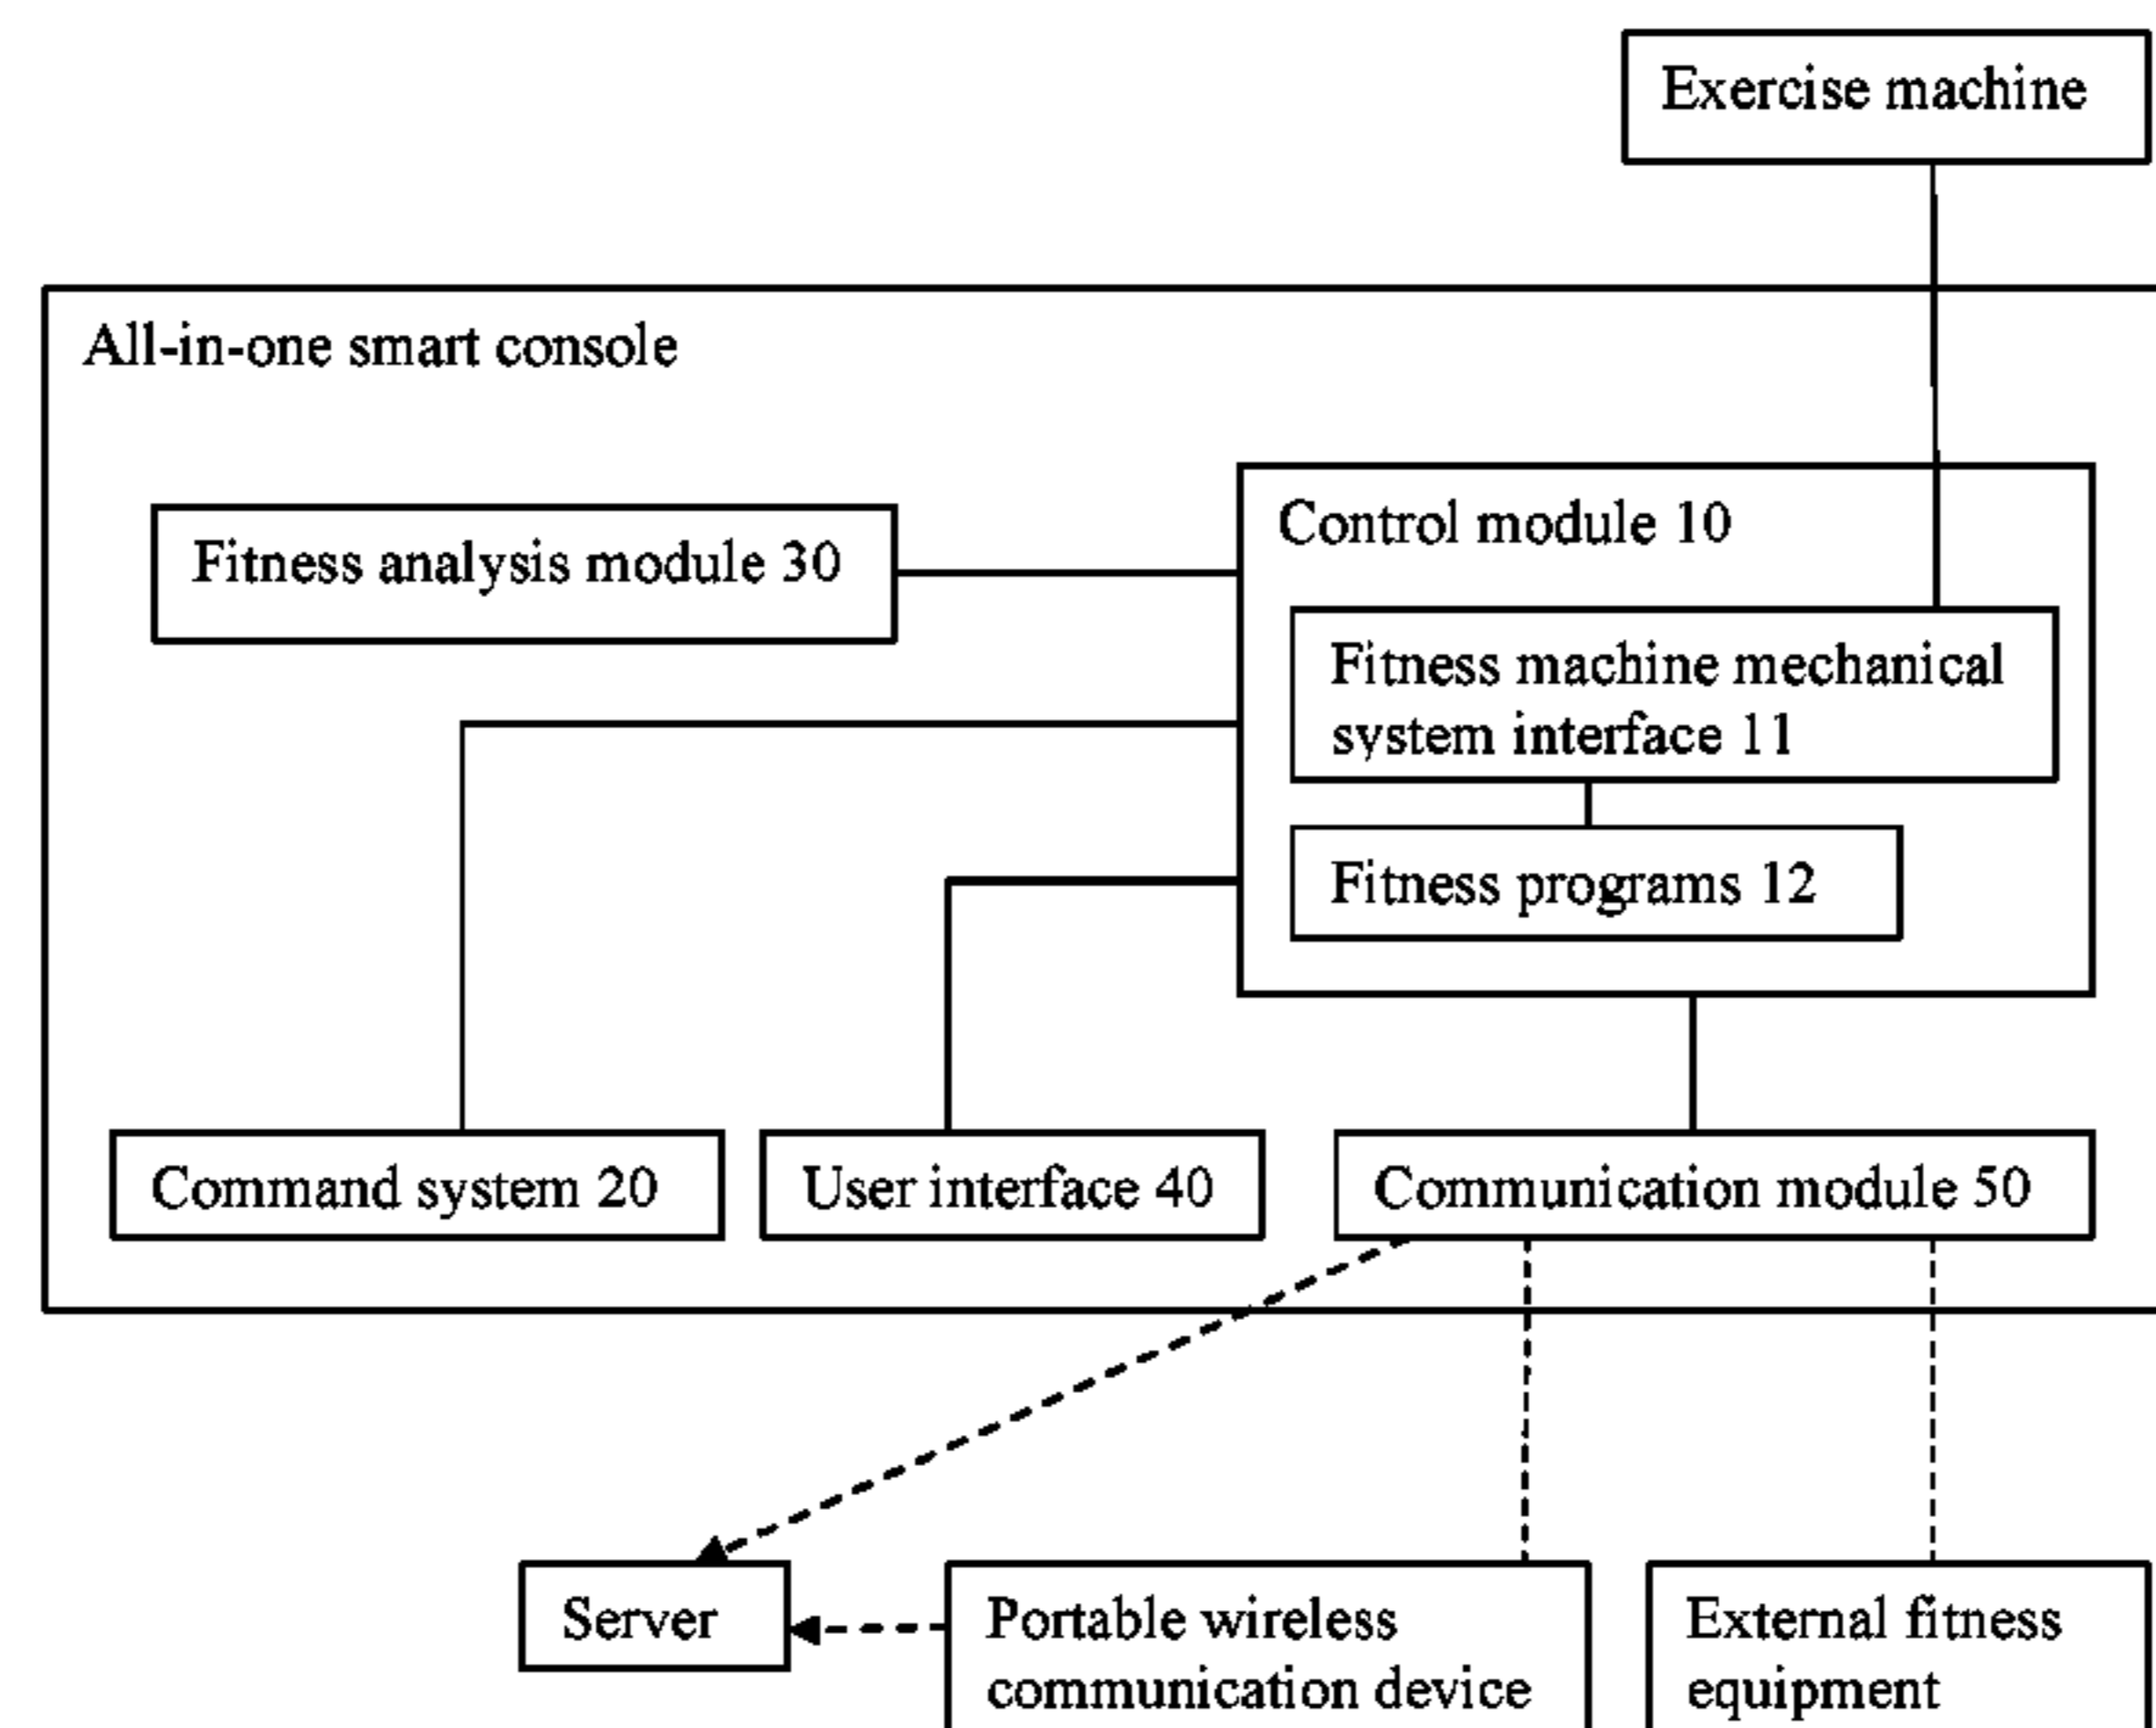 Exercise machine
All-in-one smart console
Control module 10
Fitness analysis module 30
Fitness machine mechanical
system interface 11
Fitness programs 12
Command system 20
User interface 40
Communication module 50
Server
Portable wireless
communication device
External fitness
equipment